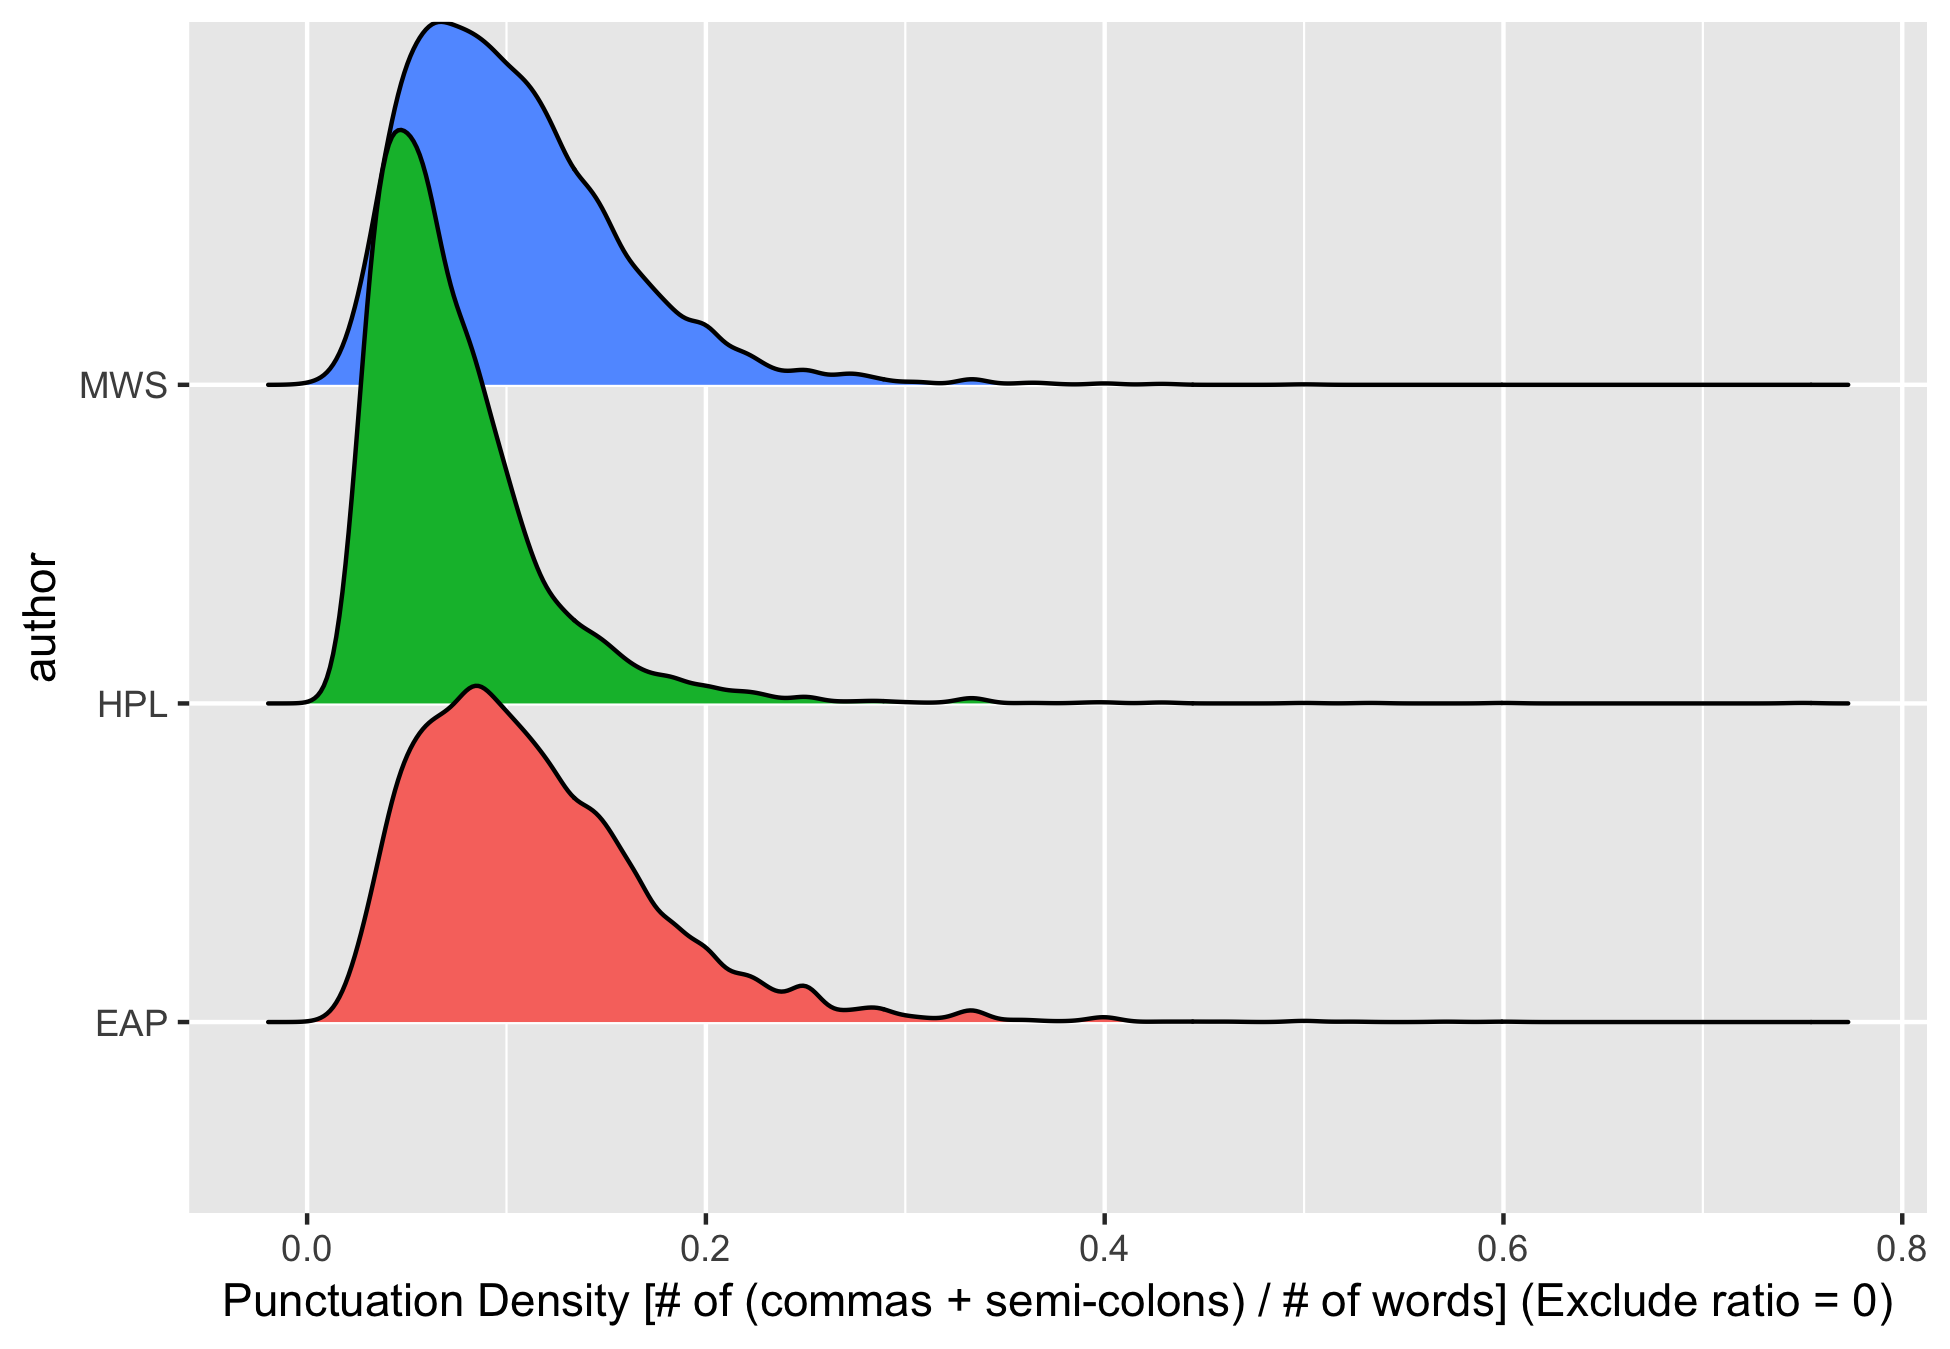 author
MWS
HPL
EAP
0.0 0.2 0.4 0.6 0.8
Punctuation Density [# of (commas + semi-colons) / # of words] (Exclude ratio = 0)